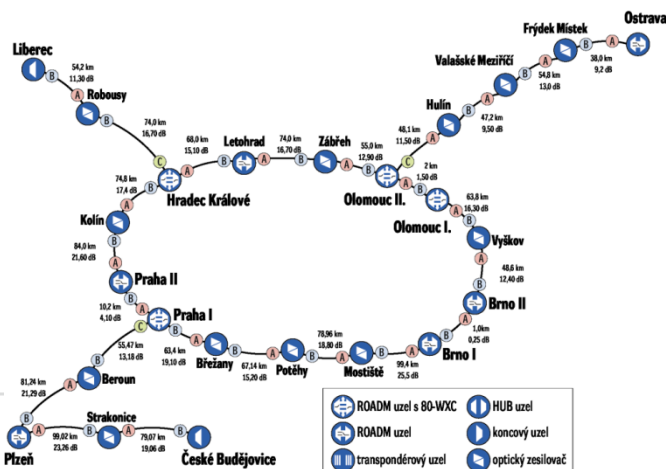 Ostrava
Frýdek Místek
B
A
38,0 km
9,2 dB
Valašské Meziříčí
B
A
54,8 km
13,0 dB
Liberec
54,2 km
11,30 dB
B
A
Robousy
B
Hulín
B
A
47,2 km
9,50 dB
74,0 km
16,70 dB
C
68,0 km
15,10 dB
Letohrad
74,0 km
16,70 dB
Zábřeh
55,0 km
12,90 dB
48,1 km
11,50 dB
A
C
A
B
A
B
A
B
74,8 km
17,4 dB
B
A
Hradec Králové
Olomouc II.
2 km
1,50 dB
A
B
63,8 km
16,30 dB
Kolín
B
Olomouc I.
A
B
Vyškov
84,0 km
21,60 dB
A
A
Praha II
48,6 km
12,40 dB
B
Brno II
10,2 km
4,10 dB
B
A
Praha I
C
B
A
1,0km
0,25 dB
B
Brno I
55,47 km
13,18 dB
63,4 km
19,10 dB
A
Břežany
B
67,14 km
15,20 dB
A
Potěhy
B
78,96 km
18,80 dB
A
Mostiště
B
99,4 km
25,5 dB
A
B
A
Beroun
81,24 km
21,29 dB
B
Plzeň
A
99,02 km
23,26 dB
B
Strakonice
A
79,07 km
19,06 dB
B
České Budějovice
ROADM uzel s 80-WXC
HUB uzel
ROADM uzel
koncový uzel
transpondérový uzel
optický zesilovač